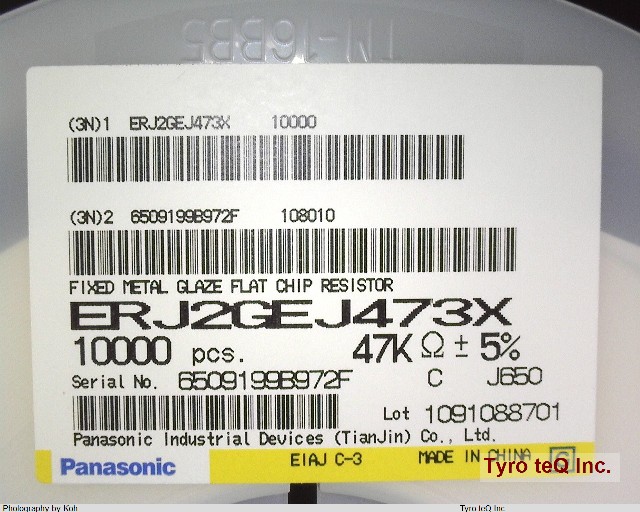 TN-16BB5
(3N)1 ERJ2GEJ473X 10000
(3N)2 6509199B972F 108010
FIXED METAL GLAZE FLAT CHIP RESISTOR
ERJ2GEJ473X
10000 pcs. 47K Ω ± 5%
Serial No. 6509199B972F C J650
Lot 1091088701
Panasonic Industrial Devices (TianJin) Co., Ltd.
Panasonic EIAJ C-3 MADE IN CHINA G
Tyro teQ Inc.
Photography by Koh Tyro teQ Inc